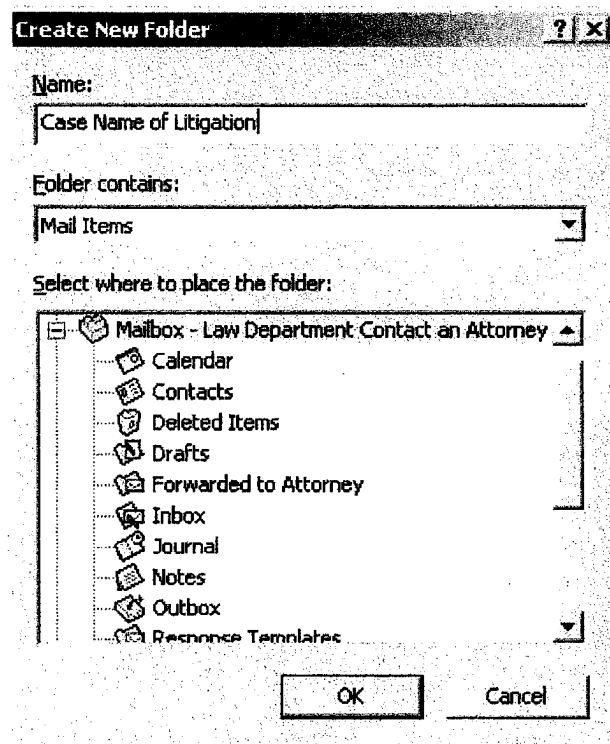 Create New Folder
Name:
Case Name of Litigation
Folder contains:
Mail Items
Select where to place the folder:
Mailbox - Law Department Contact an Attorney
Calendar
Contacts
Deleted Items
Drafts
Forwarded to Attorney
Inbox
Journal
Notes
Outbox
Response Templates
OK
Cancel